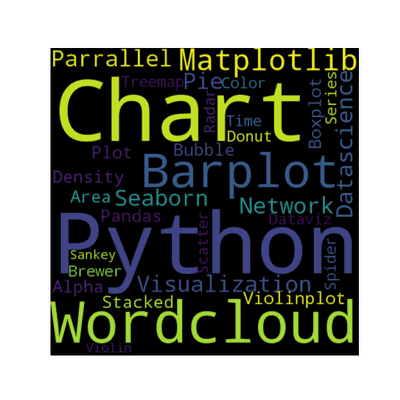 Parrallel
Matplotlib
Treemap
Pie
Color
Series
Chart
Radar
Boxplot
Datascience
Time
Donut
Plot
Bubble
Barplot
Density
Area
Seaborn
Network
Pandas
Scatter
Dataviz
Python
Sankey
Brewer
Spider
Alpha
Visualization
Stacked
Violinplot
Wordcloud
Violin